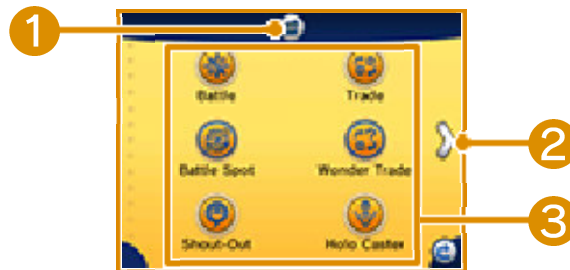 1
Battle Trade
2
Battle Spot Wonder Trade
3
Shout-Out Holo Caster